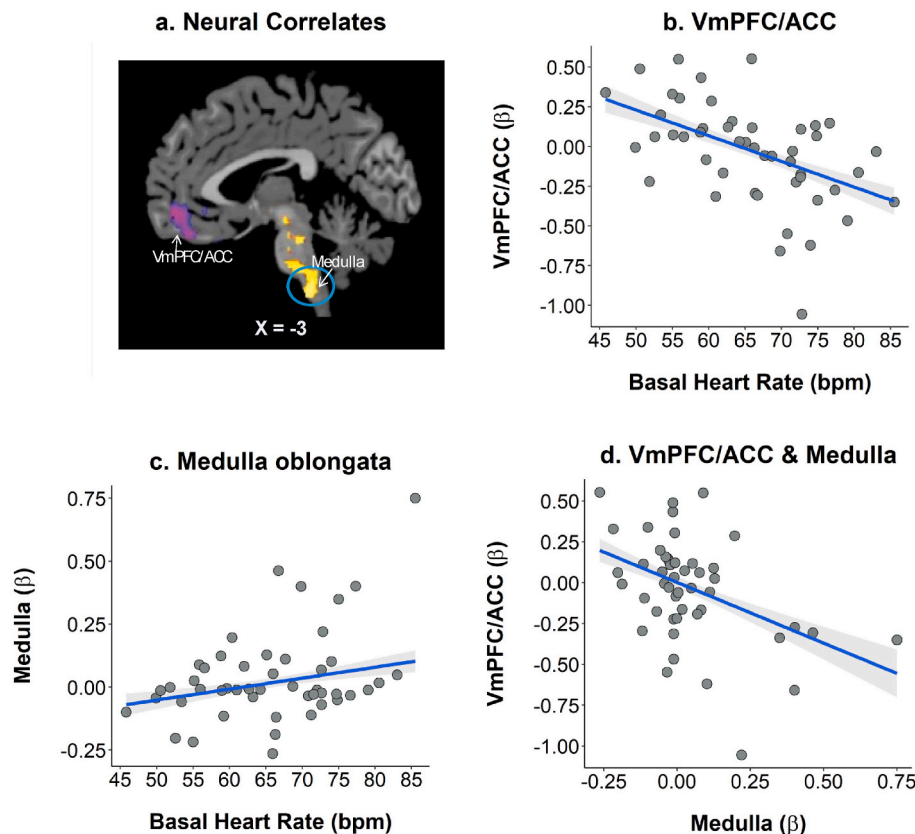 a. Neural Correlates
VmPFC/ACC
Medulla
X = -3
b. VmPFC/ACC
VmPFC/ACC (β)
0.50
0.25
0.00
-0.25
-0.50
-0.75
-1.00
45 50 55 60 65 70 75 80 85
Basal Heart Rate (bpm)
c. Medulla oblongata
Medulla (β)
0.75
0.50
0.25
0.00
-0.25
45 50 55 60 65 70 75 80 85
Basal Heart Rate (bpm)
d. VmPFC/ACC & Medulla
VmPFC/ACC (β)
0.50
0.25
0.00
-0.25
-0.50
-0.75
-1.00
-0.25 0.00 0.25 0.50 0.75
Medulla (β)